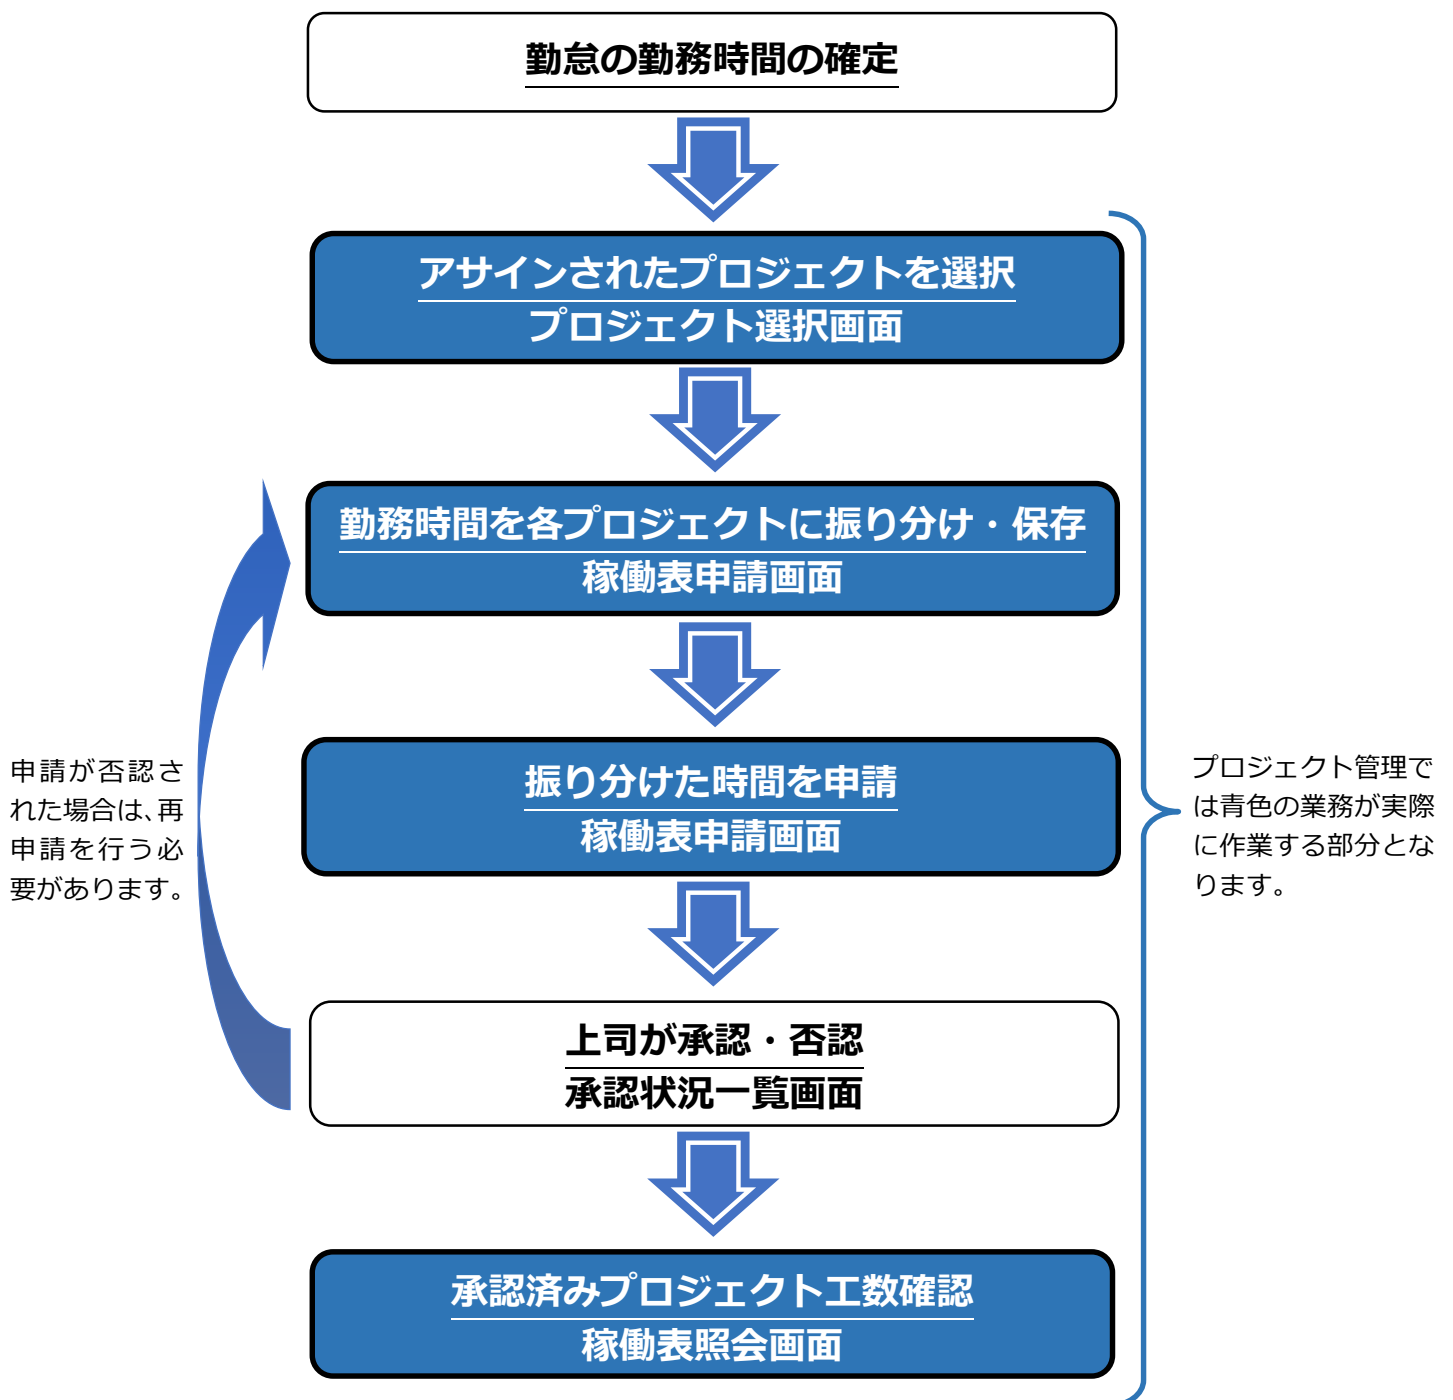 勤怠の勤務時間の確定
アサインされたプロジェクトを選択
プロジェクト選択画面
勤務時間を各プロジェクトに振り分け・保存
稼働表申請画面
振り分けた時間を申請
稼働表申請画面
申請が否認さ
れた場合は、再
申請を行う必
要があります。
プロジェクト管理で
は青色の業務が実際
に作業する部分とな
ります。
上司が承認・否認
承認状況一覧画面
承認済みプロジェクト工数確認
稼働表照会画面